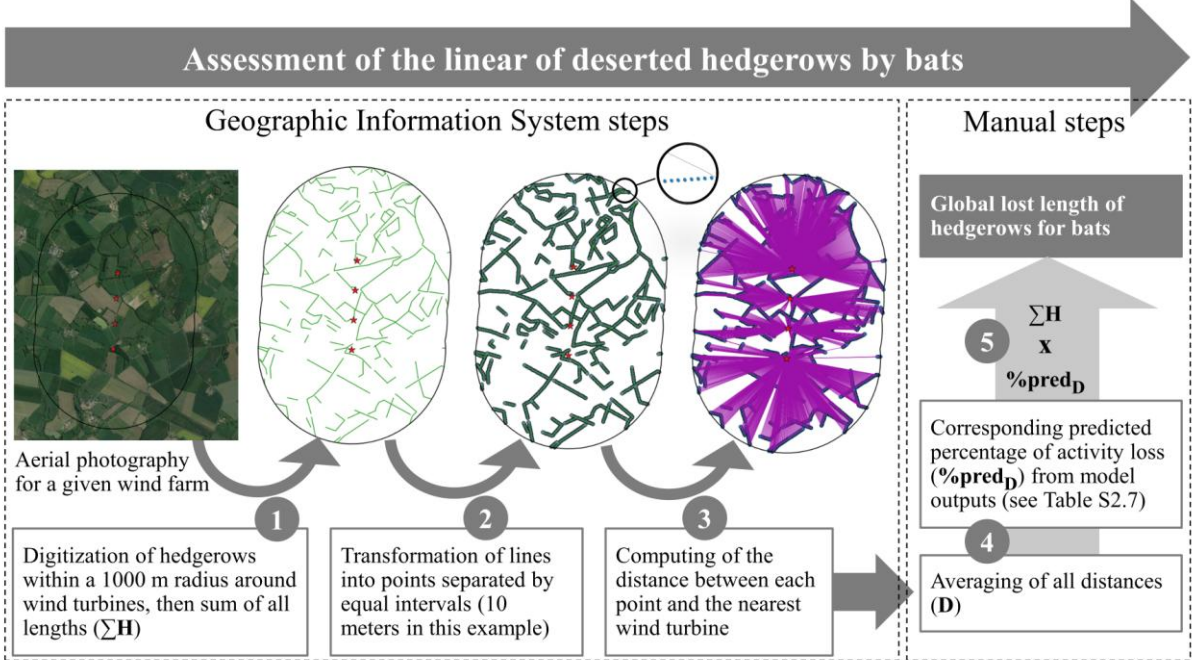 Assessment of the linear of deserted hedgerows by bats
Geographic Information System steps
Aerial photography
for a given wind farm
1
Digitization of hedgerows
within a 1000 m radius around
wind turbines, then sum of all
lengths (∑H)
2
Transformation of lines
into points separated by
equal intervals (10
meters in this example)
3
Computing of the
distance between each
point and the nearest
wind turbine
Manual steps
Global lost length of
hedgerows for bats
5
∑H
x
%predD
Corresponding predicted
percentage of activity loss
(%predD) from model
outputs (see Table S2.7)
4
Averaging of all distances
(D)